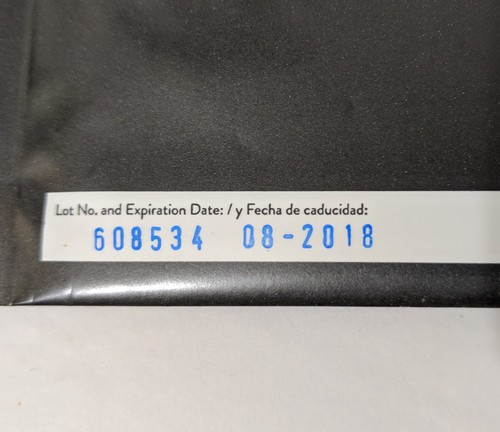 Lot No. and Expiration Date: / y Fecha de caducidad:
608534 08-2018